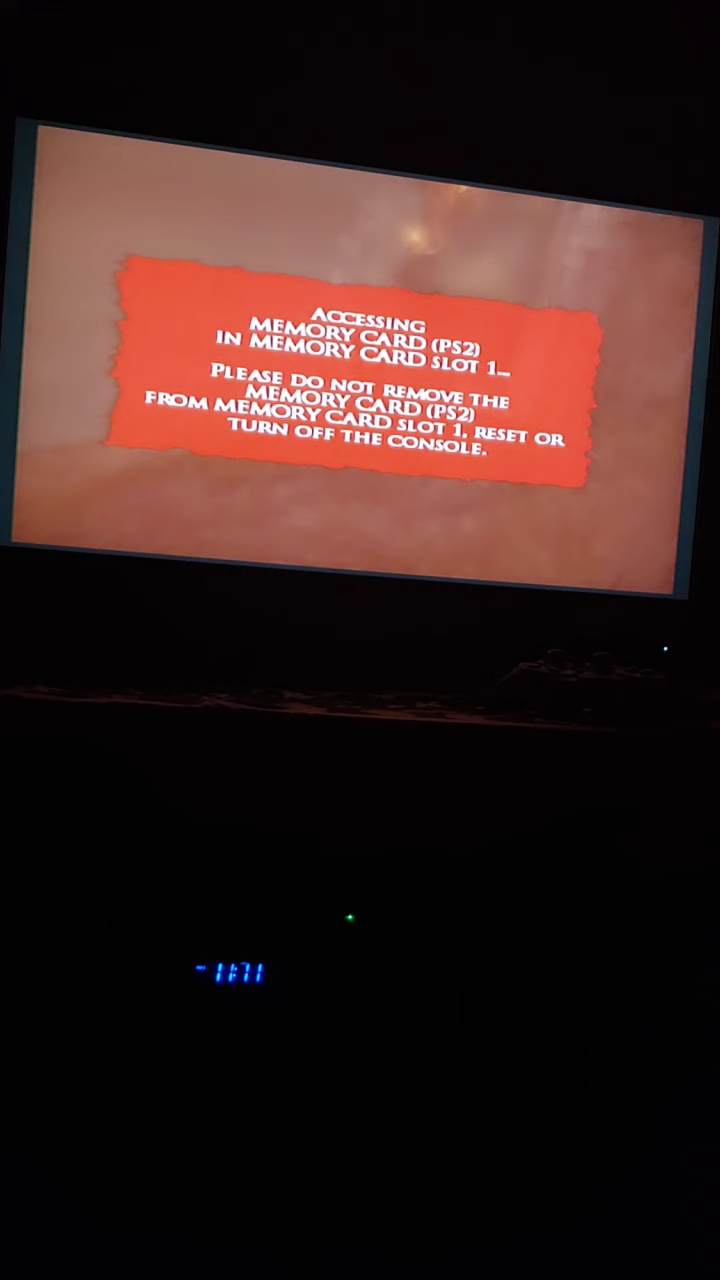 Accessing
memory card (PS2)
in memory card slot 1...
Please do not remove the
memory card (PS2)
from memory card slot 1, reset or
turn off the console.